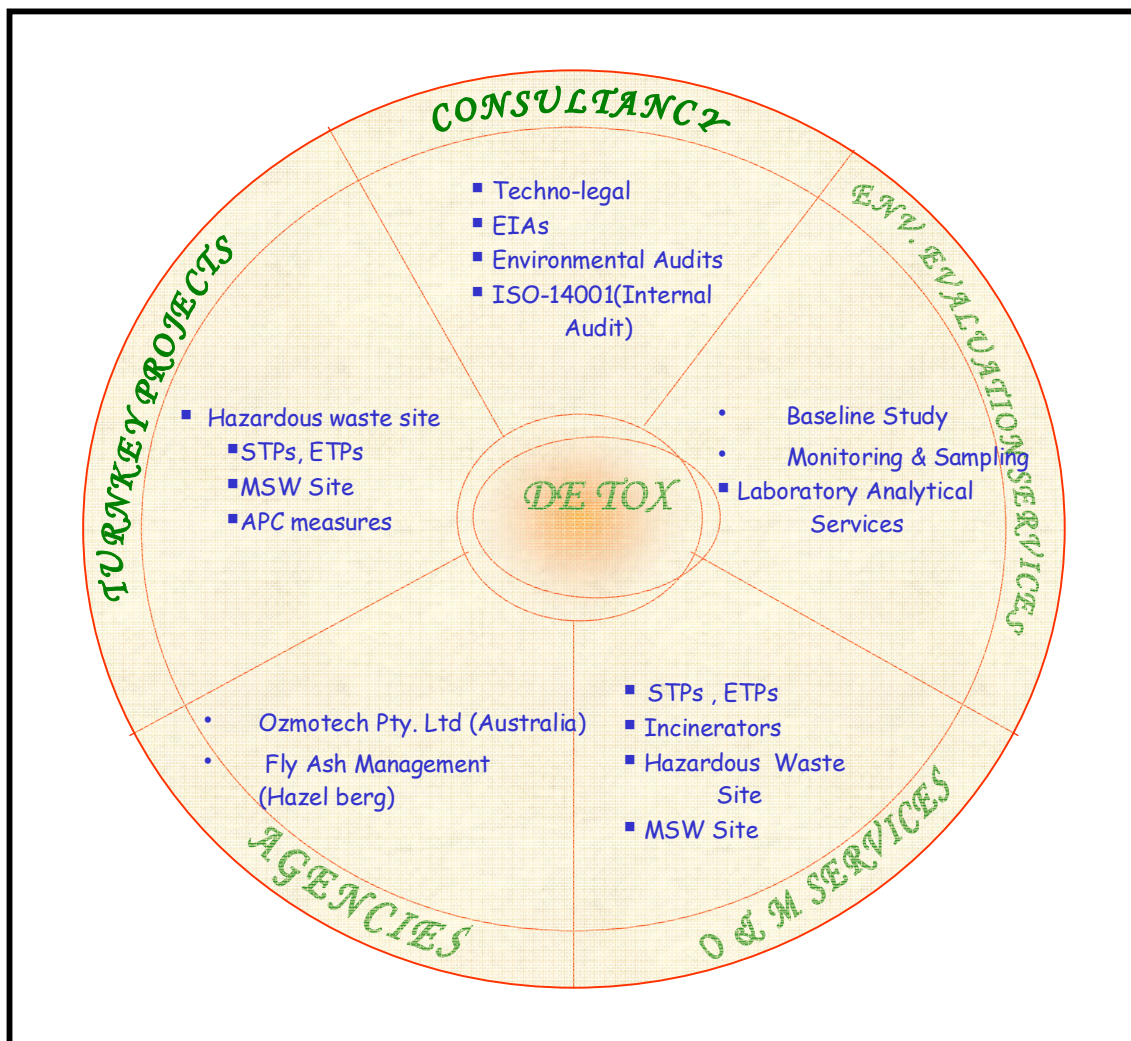 CONSULTANCY
▪ Techno-legal
▪ EIAs
▪ Environmental Audits
▪ ISO-14001(Internal
Audit)
ENV. EVALUATION SERVICES
• Baseline Study
• Monitoring & Sampling
▪ Laboratory Analytical
Services
TURNKEY PROJECTS
▪ Hazardous waste site
▪ STPs, ETPs
▪ MSW Site
▪ APC measures
DE TOX
AGENCIES
• Ozmotech Pty. Ltd (Australia)
• Fly Ash Management
(Hazel berg)
O & M SERVICES
▪ STPs , ETPs
▪ Incinerators
▪ Hazardous Waste
Site
▪ MSW Site